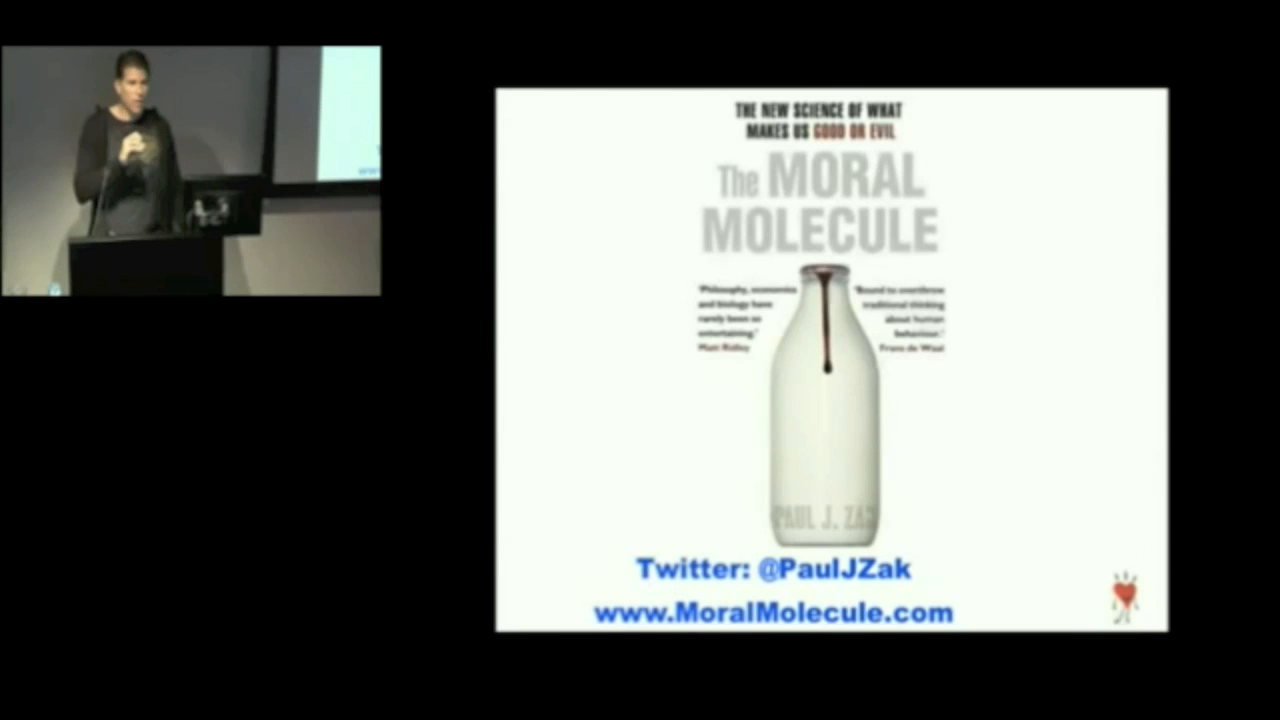 THE NEW SCIENCE OF WHAT
MAKES US GOOD OR EVIL
The MORAL
MOLECULE
"Philosophy, economics
and biology have
rarely been so
entertaining."
Matt Ridley
"Bound to overthrow
traditional thinking
about human
behaviour."
Frans de Waal
PAUL J. ZAK
Twitter: @PaulJZak
www.MoralMolecule.com